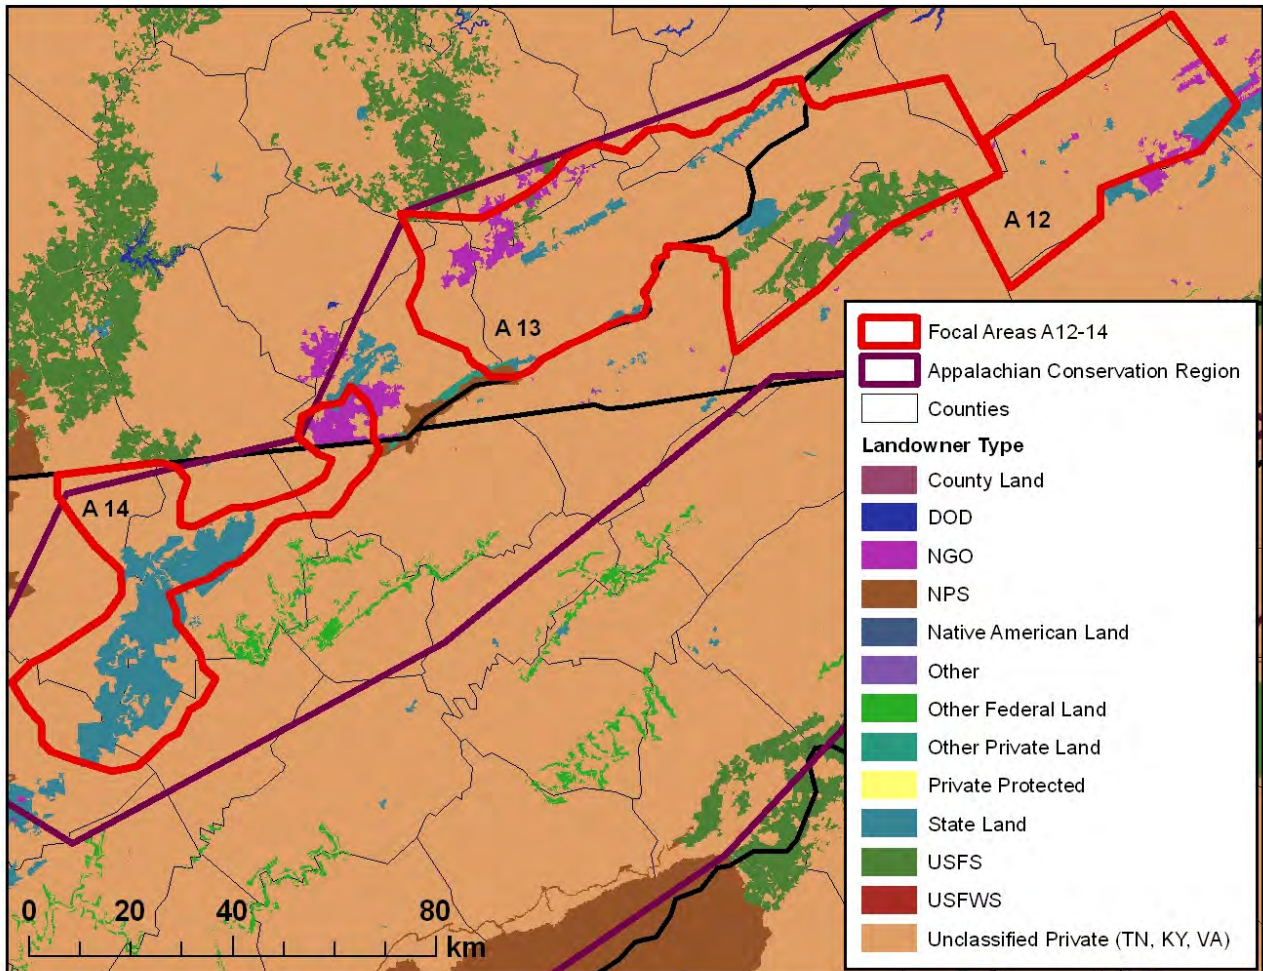 A 12
A 13
A 14
Focal Areas A12-14
Appalachian Conservation Region
Counties
Landowner Type
County Land
DOD
NGO
NPS
Native American Land
Other
Other Federal Land
Other Private Land
Private Protected
State Land
USFS
USFWS
Unclassified Private (TN, KY, VA)
0 20 40 80
km